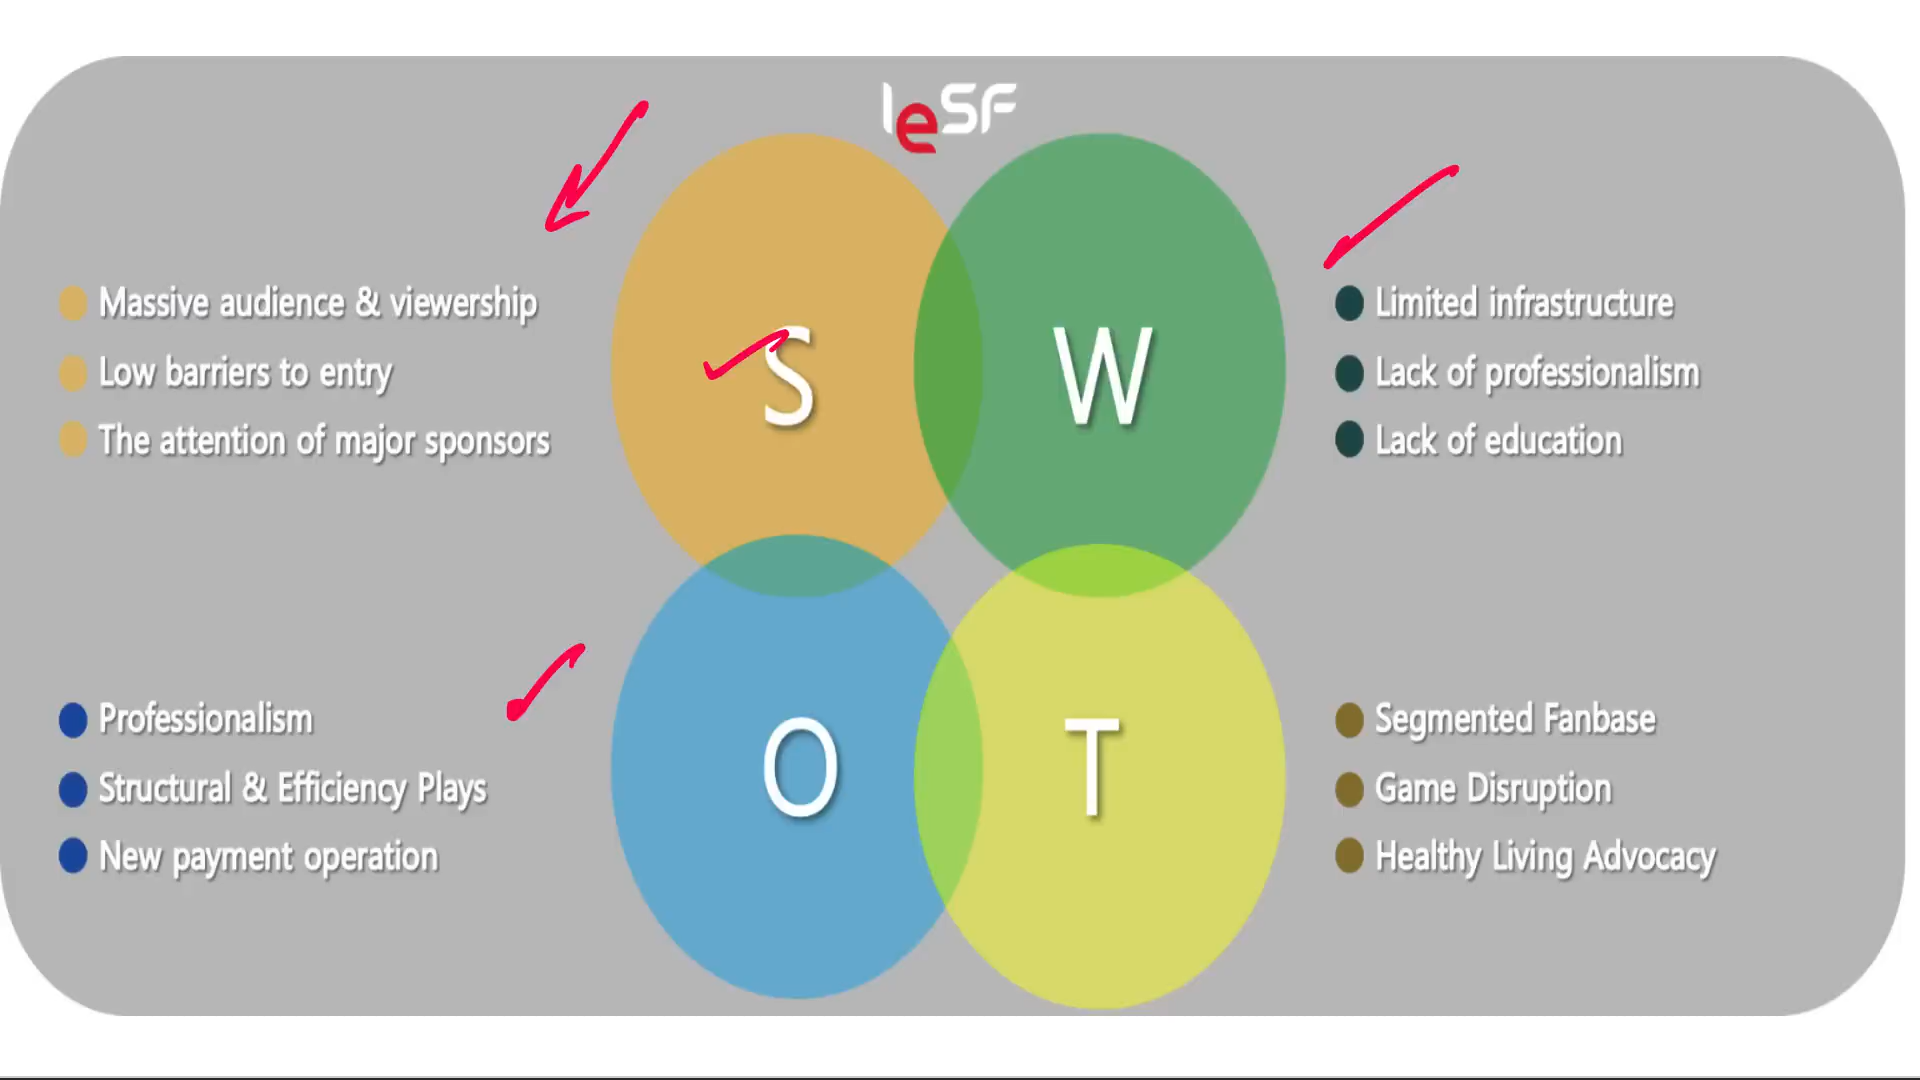 IeSF
Massive audience & viewership
Low barriers to entry
The attention of major sponsors
S
W
Limited infrastructure
Lack of professionalism
Lack of education
Professionalism
Structural & Efficiency Plays
New payment operation
O
T
Segmented Fanbase
Game Disruption
Healthy Living Advocacy